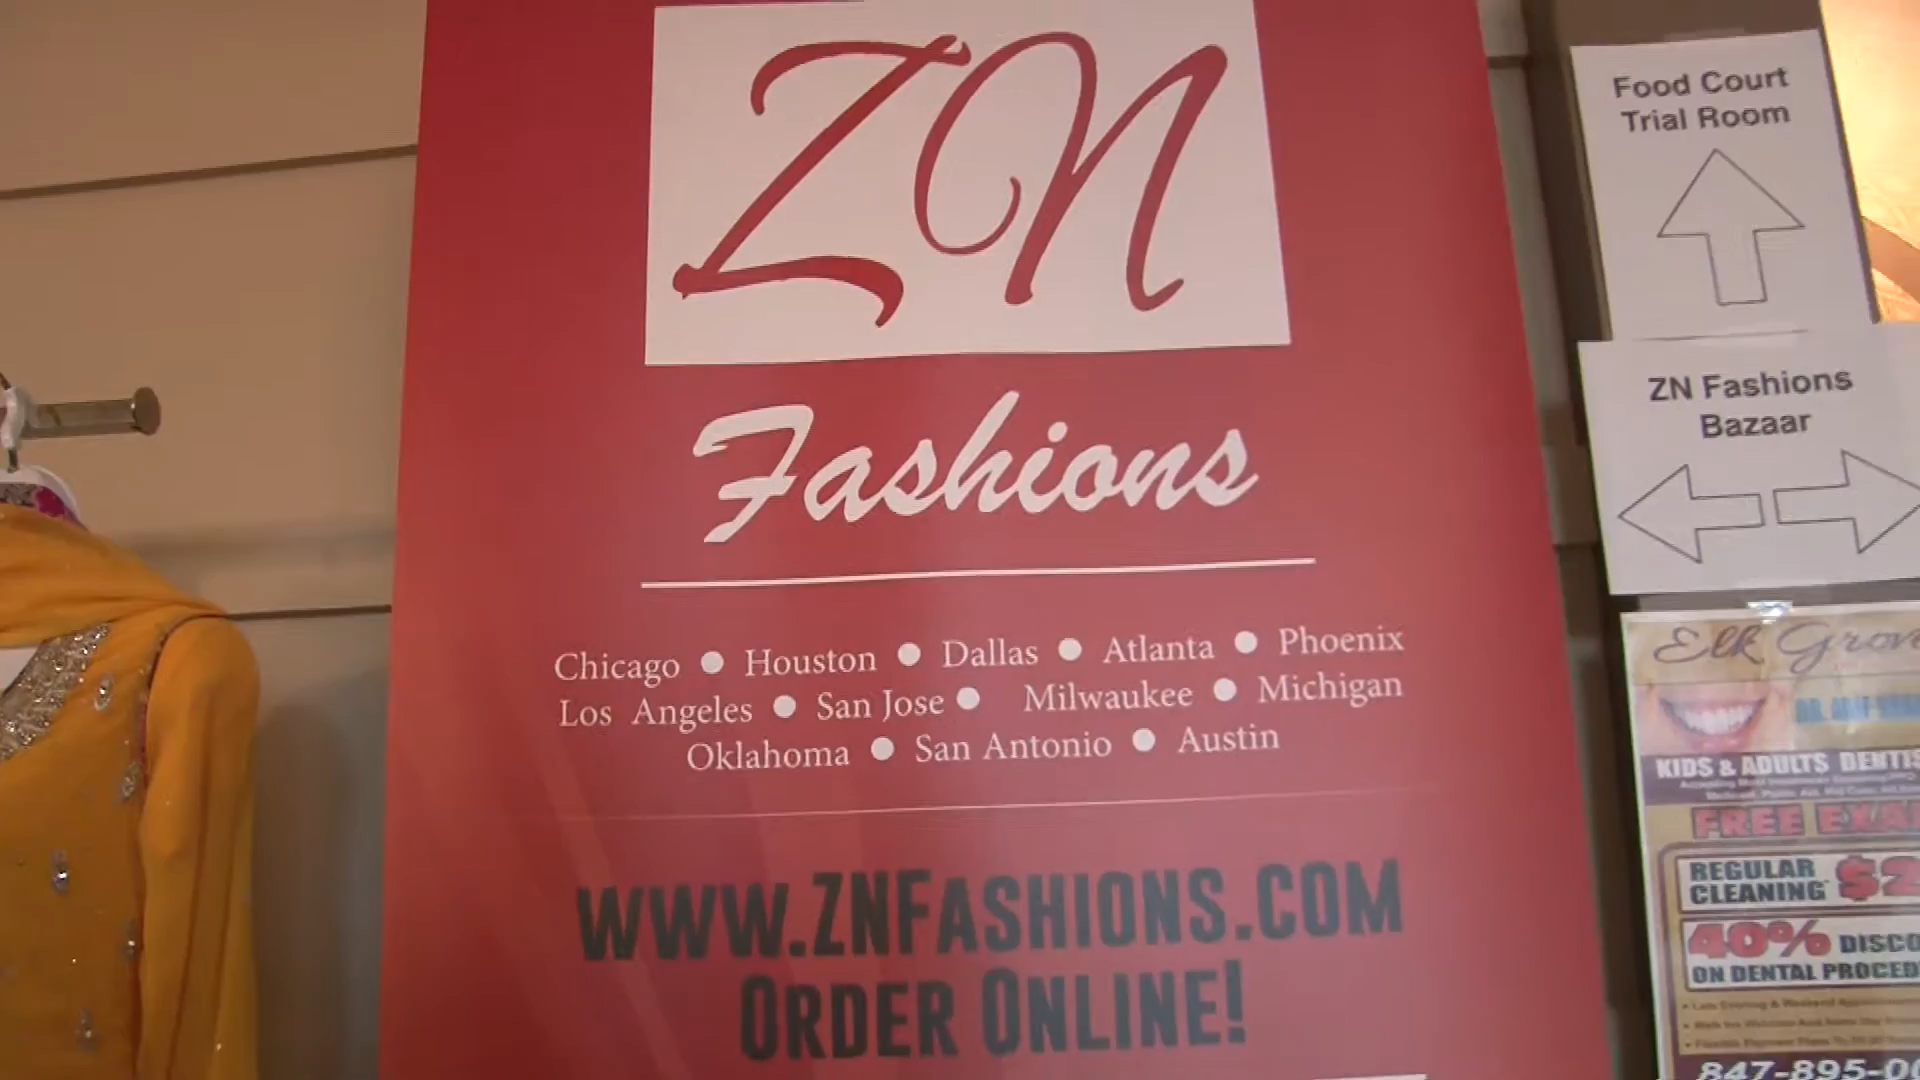 ZN
Fashions
Chicago ● Houston ● Dallas ● Atlanta ● Phoenix
Los Angeles ● San Jose ● Milwaukee ● Michigan
Oklahoma ● San Antonio ● Austin
WWW.ZNFASHIONS.COM
ORDER ONLINE!
Food Court
Trial Room
ZN Fashions
Bazaar
Elk Grove
KIDS & ADULTS
FREE
REGULAR
CLEANING
40%
ON DENTAL
847-895-